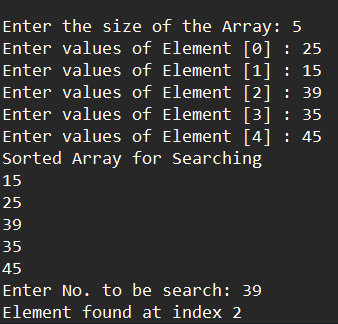 Enter the size of the Array: 5
Enter values of Element [0] : 25
Enter values of Element [1] : 15
Enter values of Element [2] : 39
Enter values of Element [3] : 35
Enter values of Element [4] : 45
Sorted Array for Searching
15
25
39
35
45
Enter No. to be search: 39
Element found at index 2